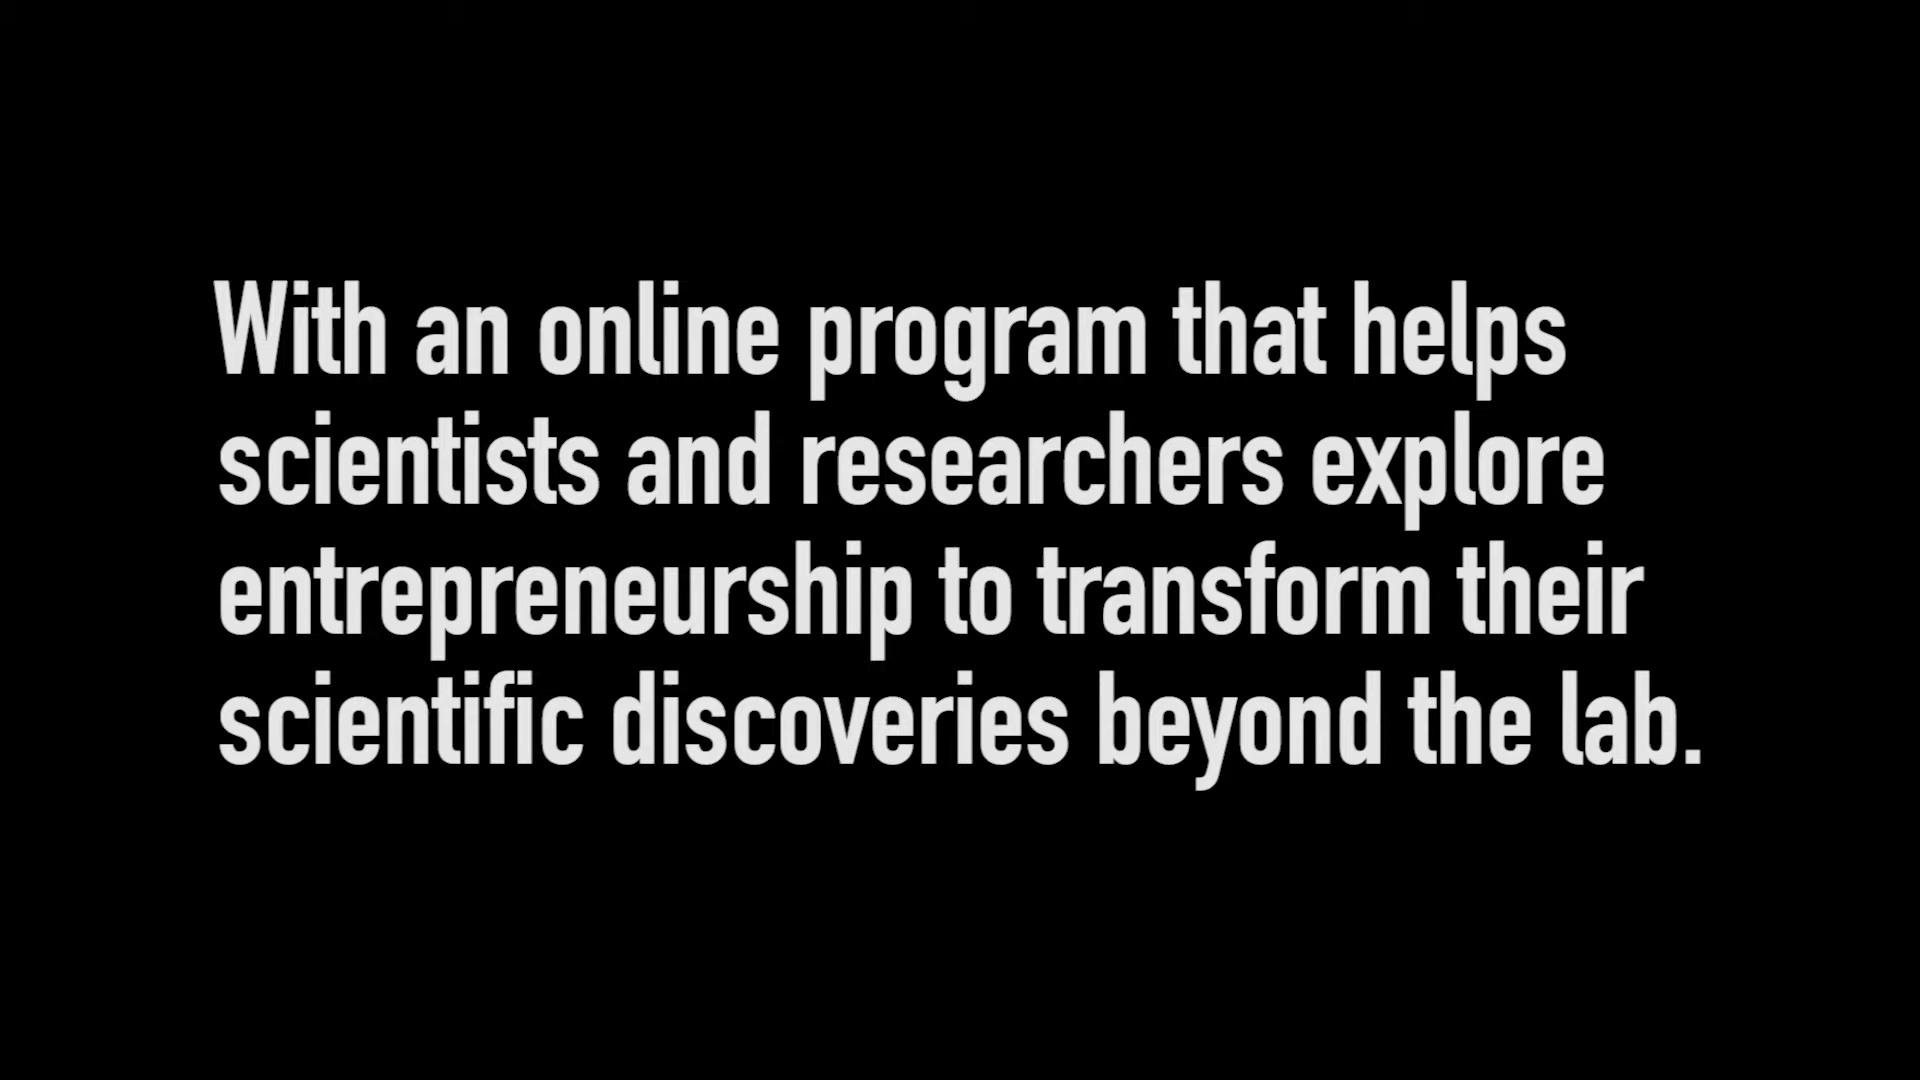 With an online program that helps
scientists and researchers explore
entrepreneurship to transform their
scientific discoveries beyond the lab.